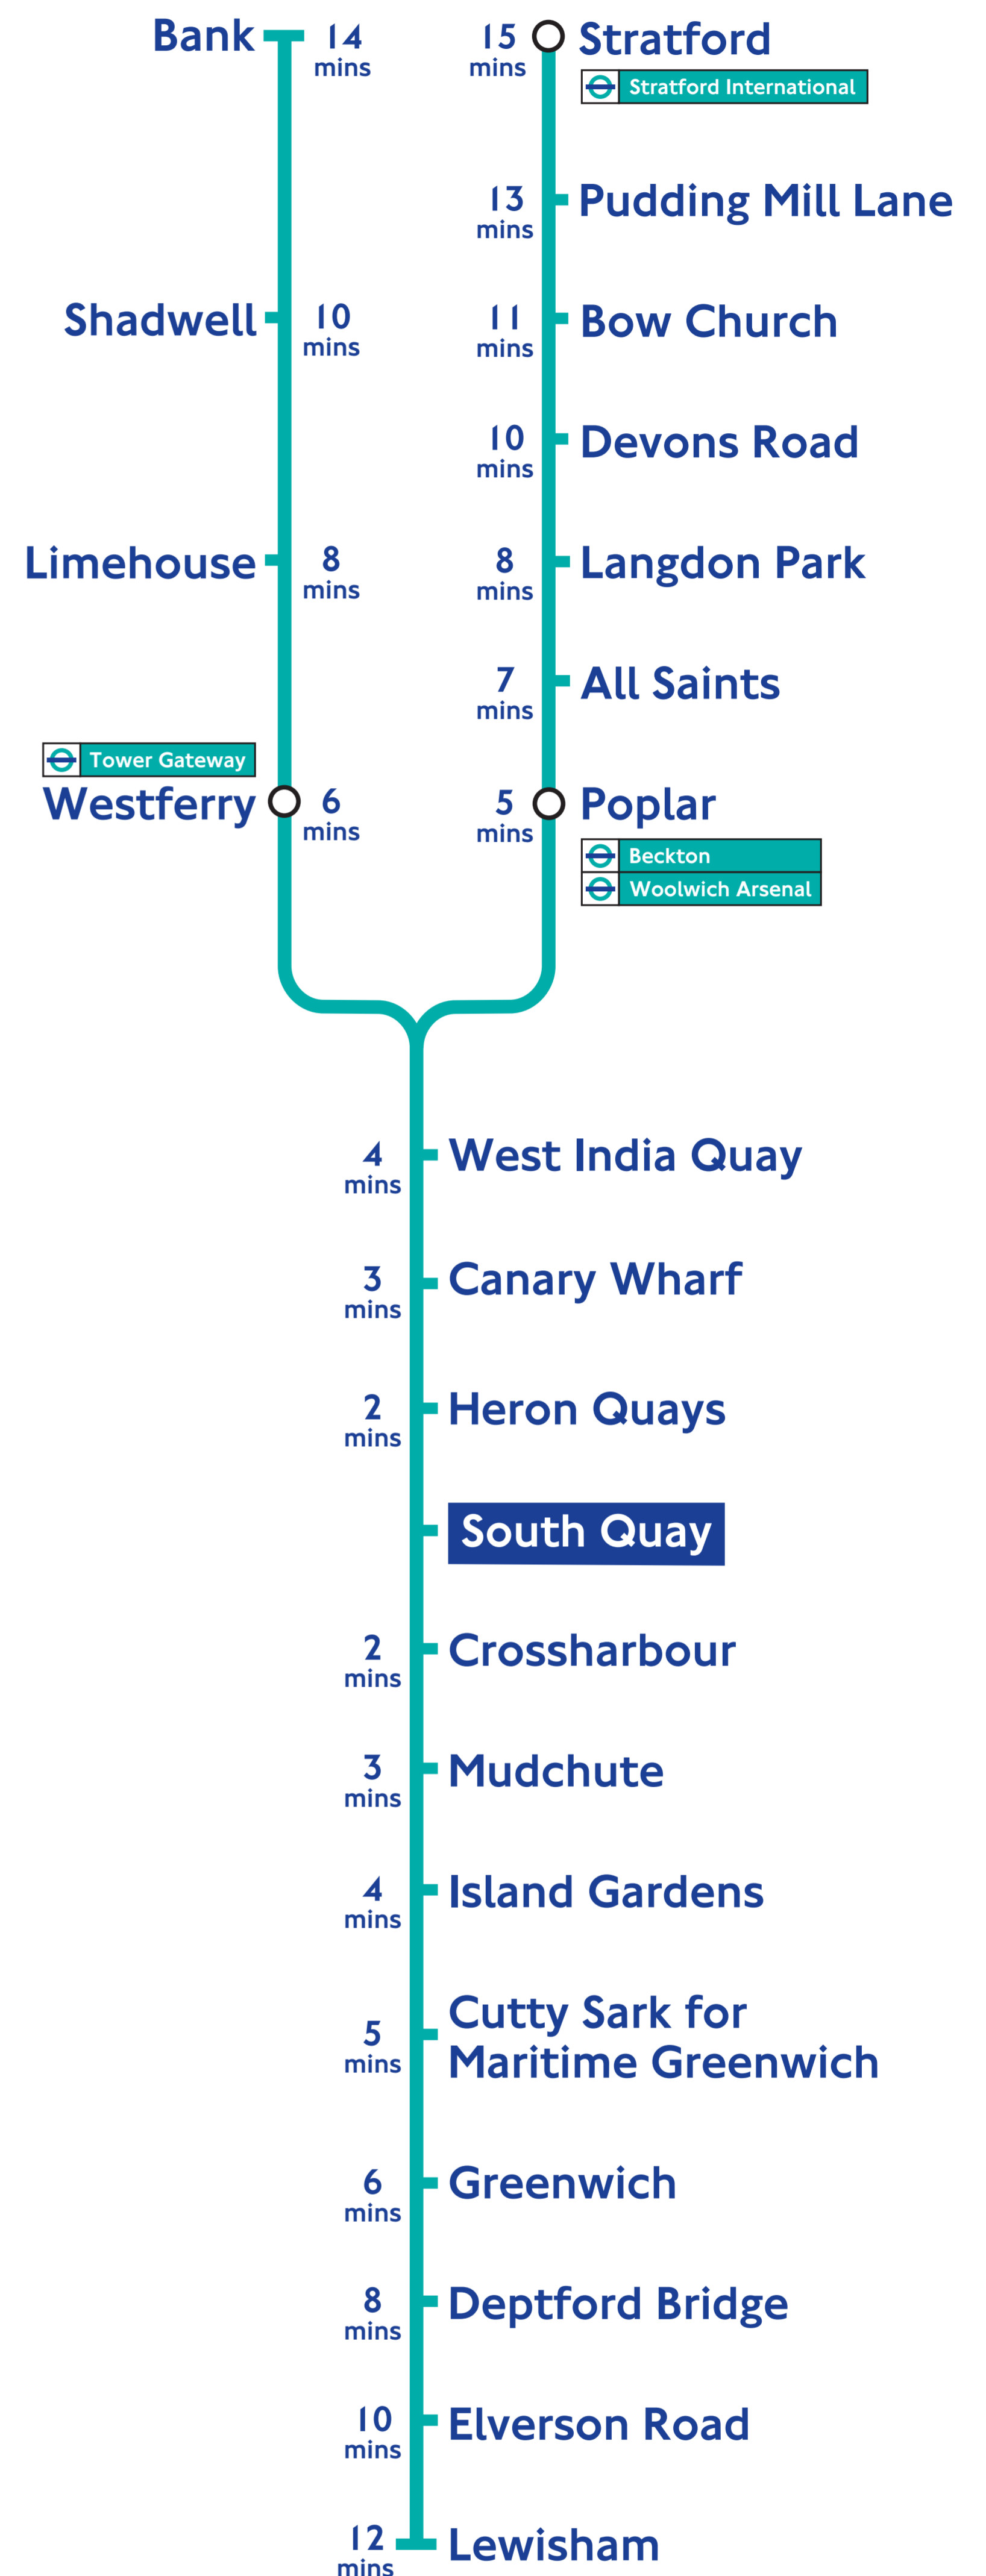 Bank
14
mins
Shadwell
10
mins
Limehouse
8
mins
Tower Gateway
Westferry
6
mins
15
mins
Stratford
Stratford International
13
mins
Pudding Mill Lane
11
mins
Bow Church
10
mins
Devons Road
8
mins
Langdon Park
7
mins
All Saints
5
mins
Poplar
Beckton
Woolwich Arsenal
4
mins
West India Quay
3
mins
Canary Wharf
2
mins
Heron Quays
South Quay
2
mins
Crossharbour
3
mins
Mudchute
4
mins
Island Gardens
5
mins
Cutty Sark for
Maritime Greenwich
6
mins
Greenwich
8
mins
Deptford Bridge
10
mins
Elverson Road
12
mins
Lewisham